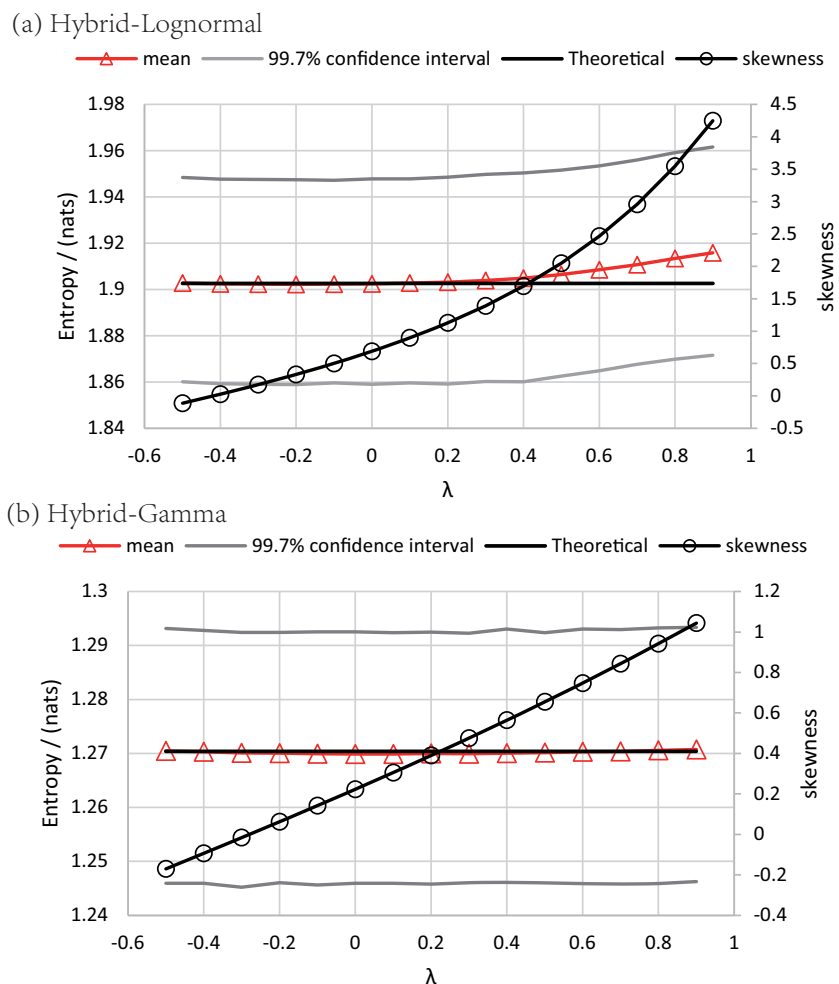 (a) Hybrid-Lognormal
mean 99.7% confidence interval Theoretical skewness
1.98 4.5
4
1.96 3.5
1.94 3
2.5
1.92 2
1.5
1.9 1
1.88 0.5
1.86 0
1.84 -0.5
Entropy / (nats)
skewness
-0.6 -0.4 -0.2 0 0.2 0.4 0.6 0.8 1
λ
(b) Hybrid-Gamma
mean 99.7% confidence interval Theoretical skewness
1.3 1.2
1.29 1
0.8
1.28 0.6
1.27 0.4
1.26 0.2
0
1.25 -0.2
1.24 -0.4
Entropy / (nats)
skewness
-0.6 -0.4 -0.2 0 0.2 0.4 0.6 0.8 1
λ